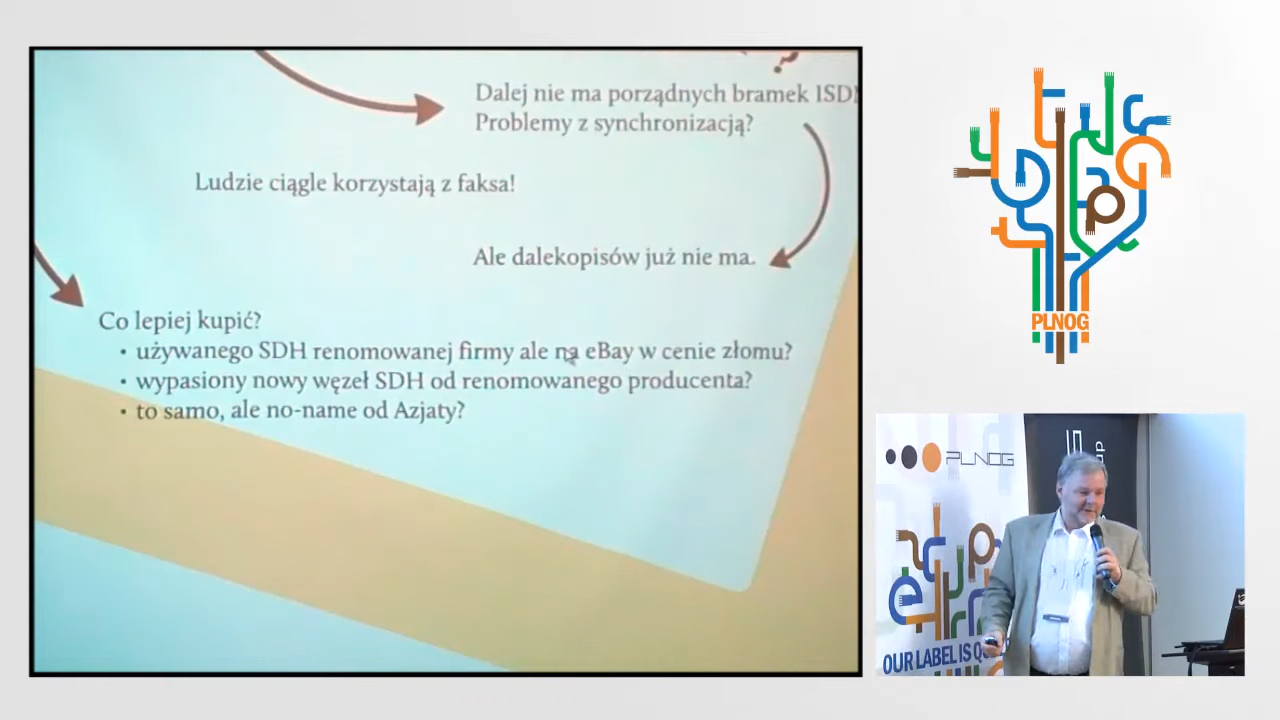 Dalej nie ma porządnych bramek ISD
Problemy z synchronizacją?
Ludzie ciągle korzystają z faksa!
Ale dalekopisów już nie ma.
Co lepiej kupić?
• używanego SDH renomowanej firmy ale na eBay w cenie złomu?
• wypasiony nowy węzeł SDH od renomowanego producenta?
• to samo, ale no-name od Azjaty?
PLNOG
PLNOG
OUR LABEL IS